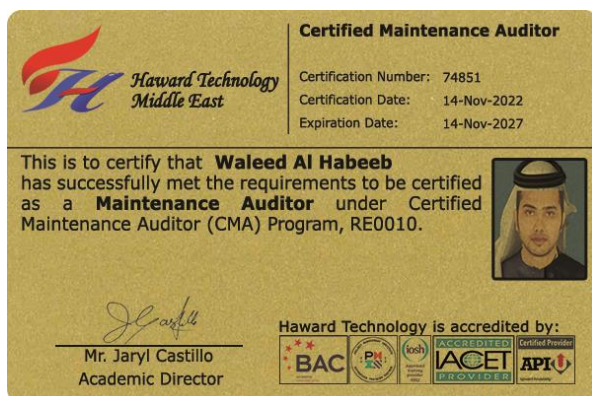 Certified Maintenance Auditor
Haward Technology
Middle East
Certification Number: 74851
Certification Date: 14-Nov-2022
Expiration Date: 14-Nov-2027
This is to certify that Waleed Al Habeeb
has successfully met the requirements to be certified
as a Maintenance Auditor under Certified
Maintenance Auditor (CMA) Program, RE0010.
Mr. Jaryl Castillo
Academic Director
Haward Technology is accredited by:
BAC
iosh
ACCREDITED
IACET
PROVIDER
Certified Provider
API